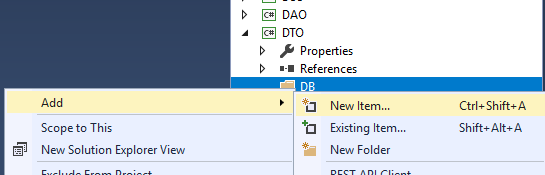 C# DAO
C# DTO
Properties
References
DB
Add
New Item... Ctrl+Shift+A
Scope to This
Existing Item... Shift+Alt+A
New Solution Explorer View
New Folder